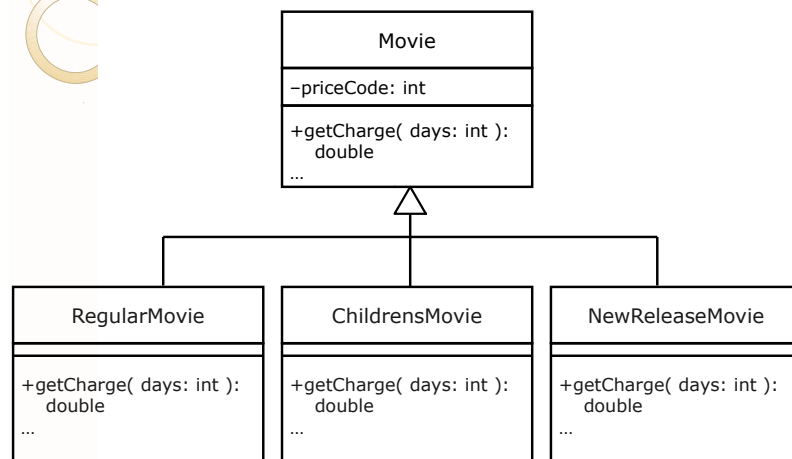 Movie
–priceCode: int
+getCharge( days: int ):
double
...
RegularMovie
+getCharge( days: int ):
double
...
ChildrensMovie
+getCharge( days: int ):
double
...
NewReleaseMovie
+getCharge( days: int ):
double
...